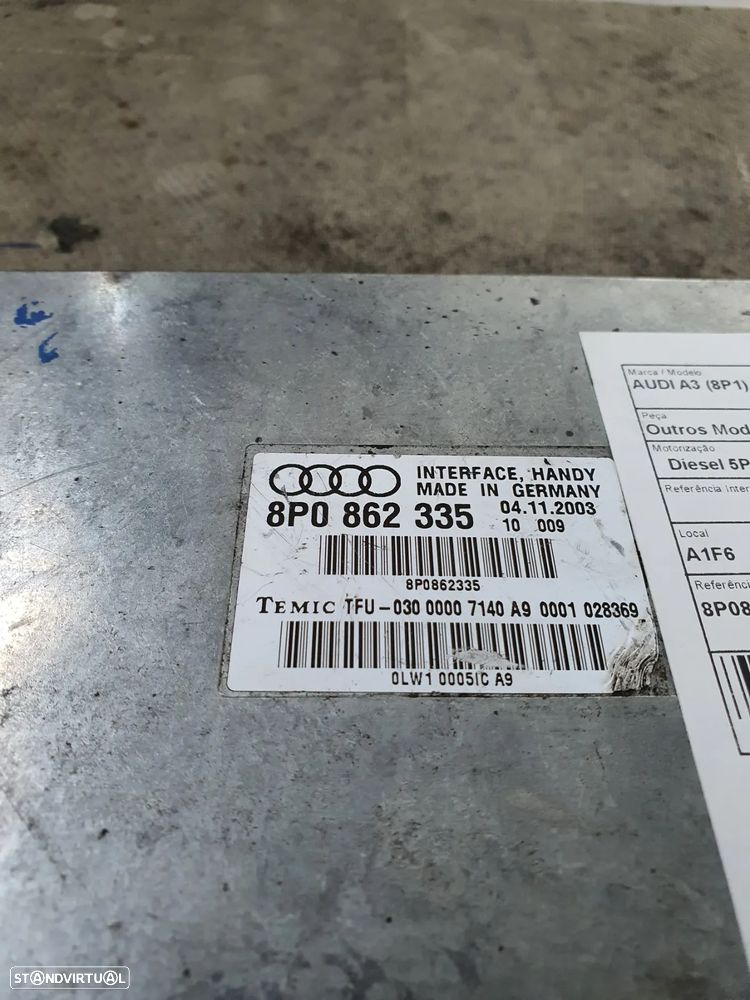 INTERFACE, HANDY
MADE IN GERMANY
8P0 862 335 04.11.2003
10 009
8P0862335
TEMIC TFU-030 0000 7140 A9 0001 028369
0LW1 0005IC A9
Marca / Modelo
AUDI A3 (8P1)
Peça
Outros Mod
Motorização
Diesel 5P
Referência Inter
Local
A1F6
Referênci
8P08
STANDVIRTUAL